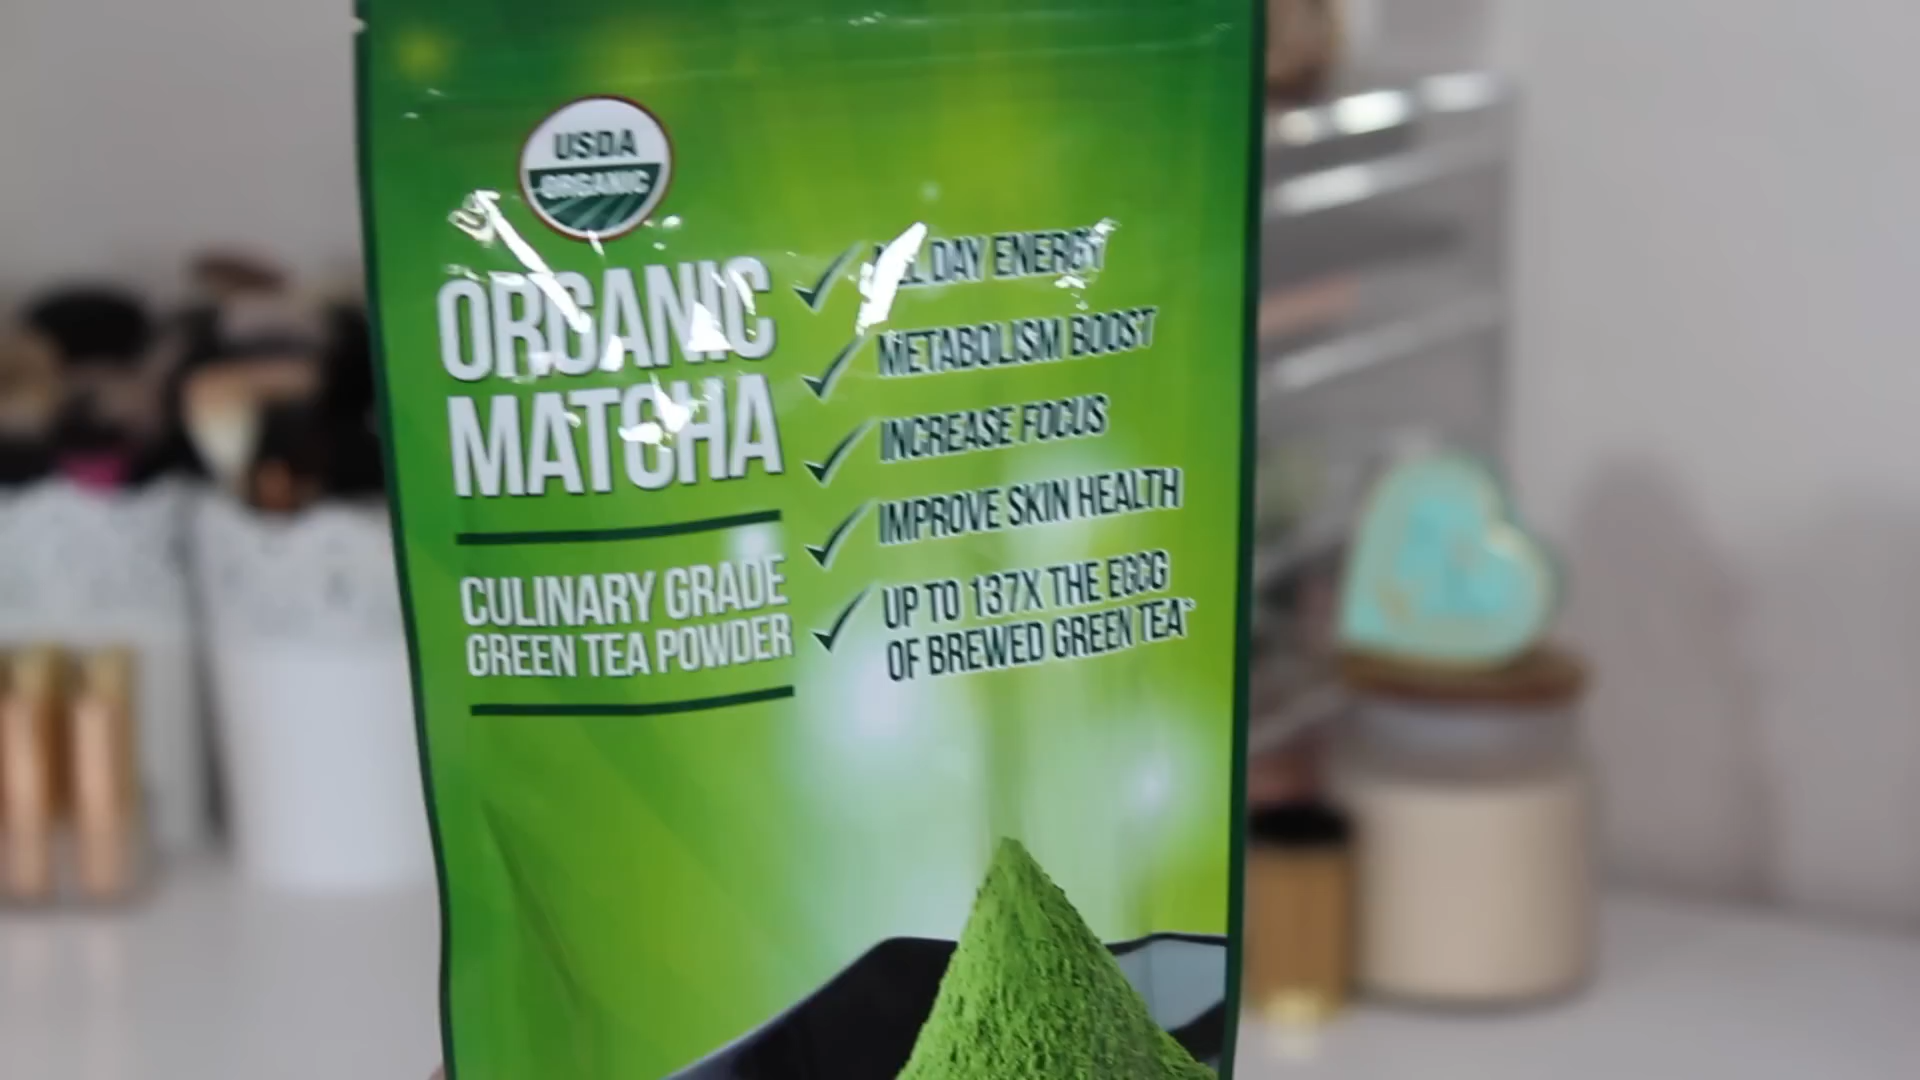 USDA
ORGANIC
ORGANIC
MATCHA
CULINARY GRADE
GREEN TEA POWDER
ALL DAY ENERGY
METABOLISM BOOST
INCREASE FOCUS
IMPROVE SKIN HEALTH
UP TO 137X THE EGCG
OF BREWED GREEN TEA*